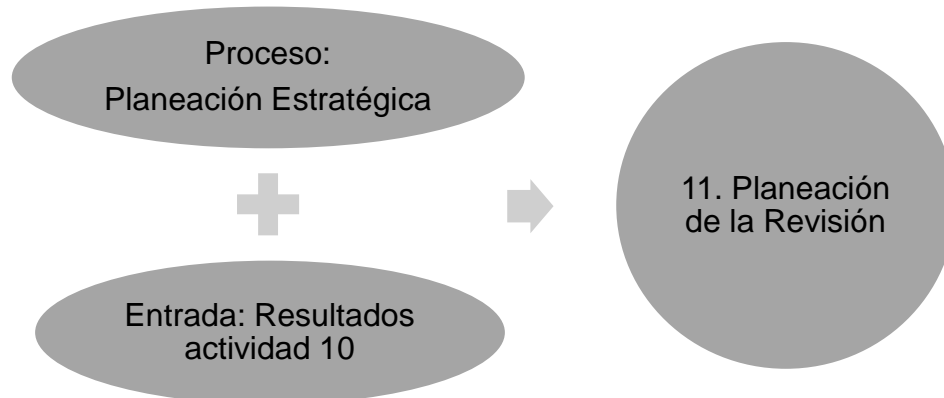 Proceso:
Planeación Estratégica
11. Planeación
de la Revisión
Entrada: Resultados
actividad 10